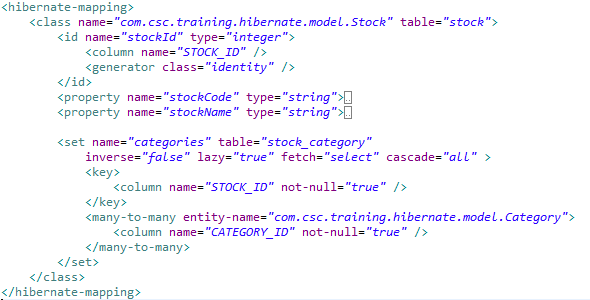 <hibernate-mapping>
<class name="com.csc.training.hibernate.model.Stock" table="stock">
<id name="stockId" type="integer">
<column name="STOCK_ID" />
<generator class="identity" />
</id>
<property name="stockCode" type="string">..
<property name="stockName" type="string">..
<set name="categories" table="stock_category"
inverse="false" lazy="true" fetch="select" cascade="all" >
<key>
<column name="STOCK_ID" not-null="true" />
</key>
<many-to-many entity-name="com.csc.training.hibernate.model.Category">
<column name="CATEGORY_ID" not-null="true" />
</many-to-many>
</set>
</class>
</hibernate-mapping>